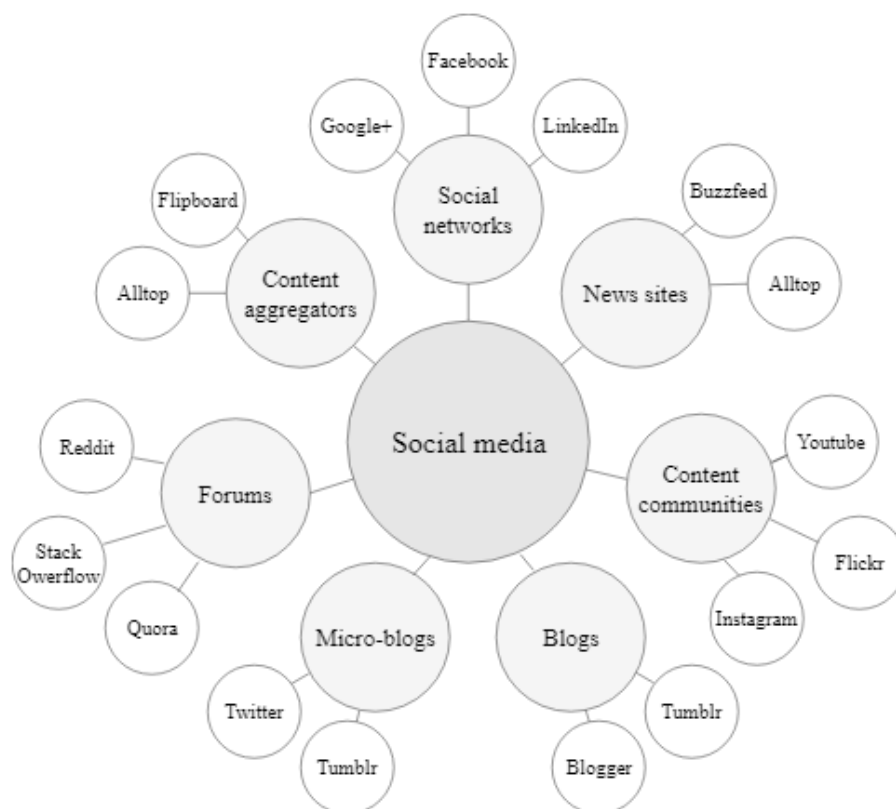 Facebook
Google+
LinkedIn
Social
networks
Flipboard
Buzzfeed
Content
aggregators
Alltop
News sites
Alltop
Social media
Reddit
Forums
Youtube
Content
communities
Stack
Owerflow
Flickr
Quora
Micro-blogs
Blogs
Instagram
Twitter
Tumblr
Tumblr
Blogger